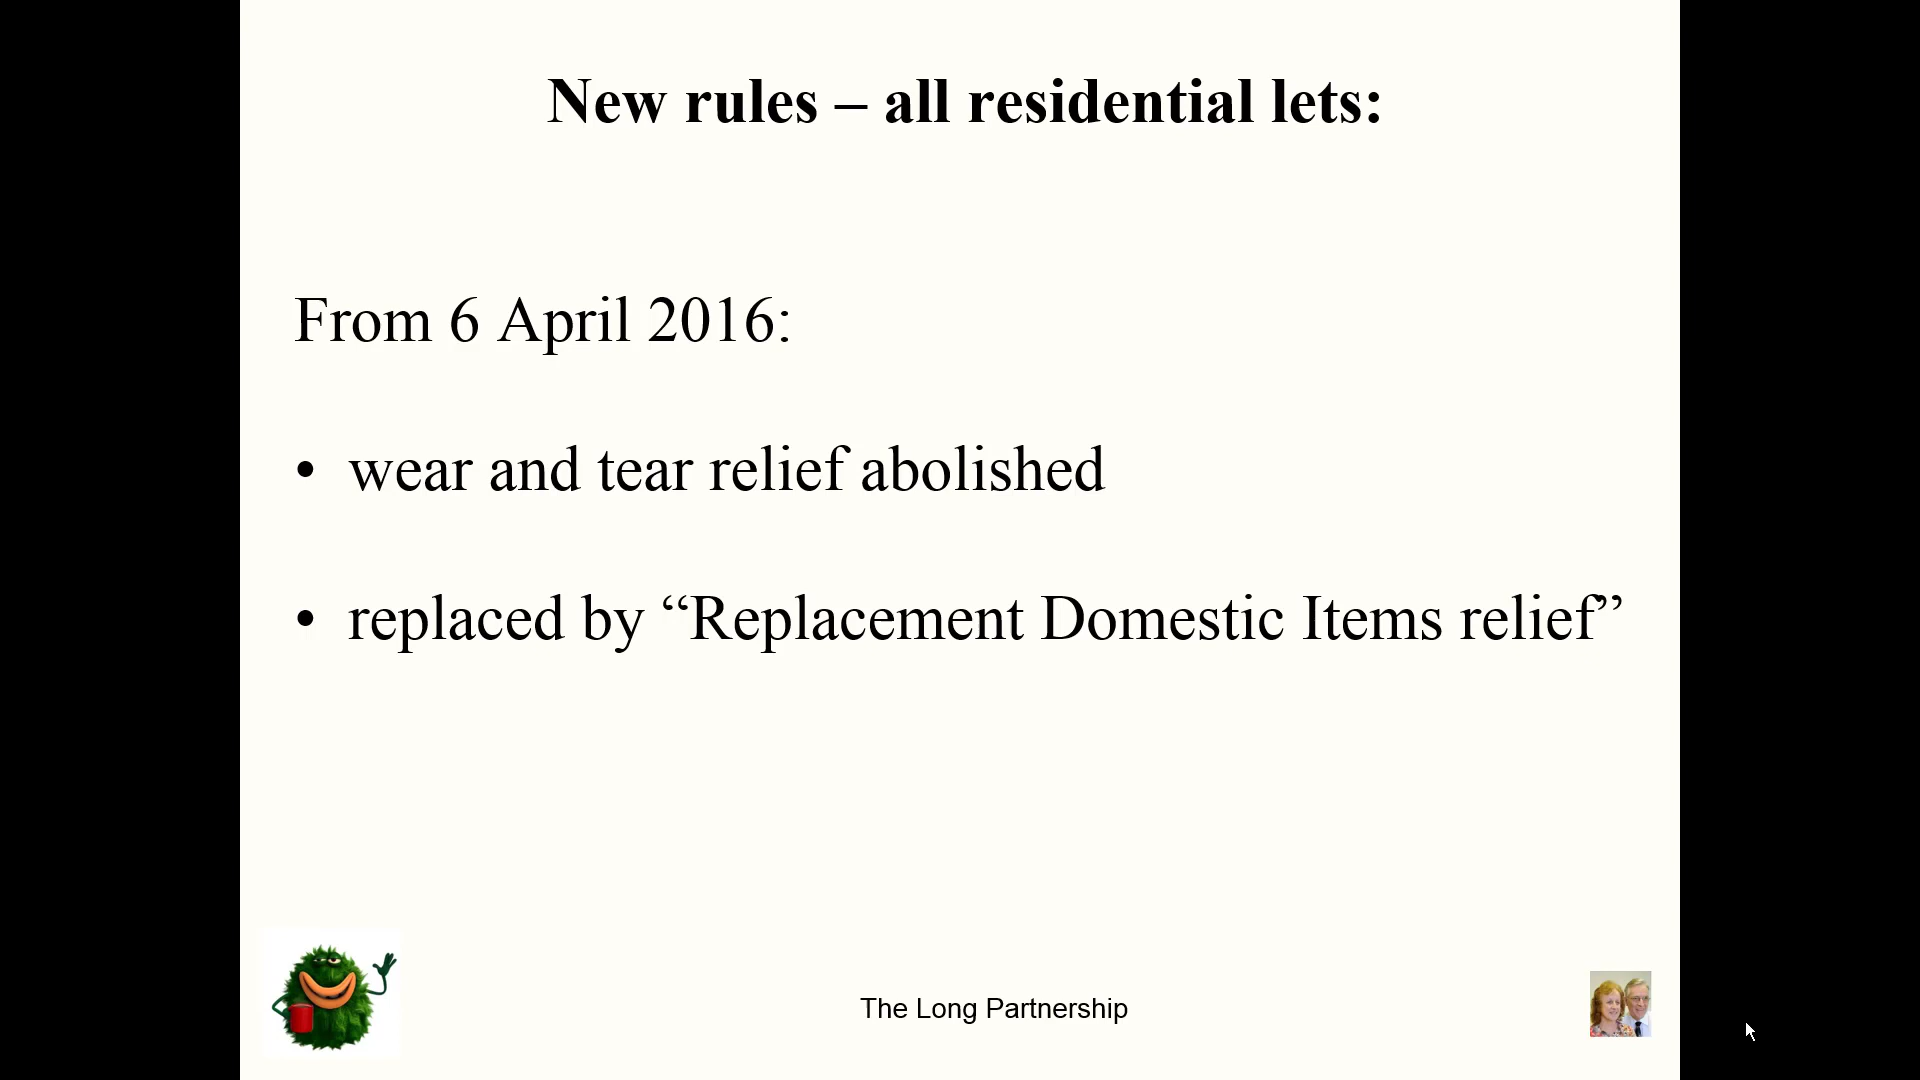 New rules – all residential lets:
From 6 April 2016:
• wear and tear relief abolished
• replaced by “Replacement Domestic Items relief”
The Long Partnership